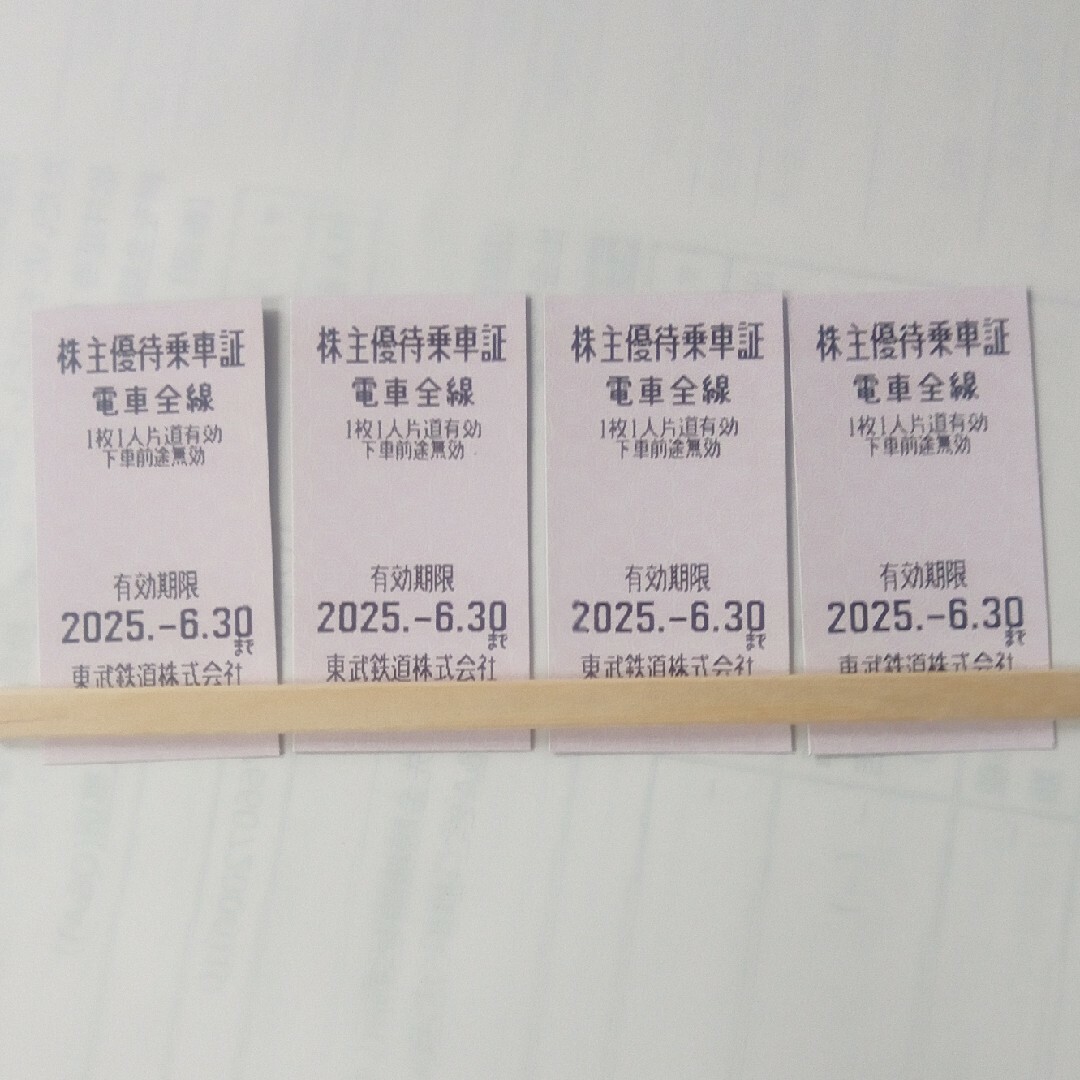 株主優待乗車証
電車全線
1枚1人片道有効
下車前途無効
有効期限
2025.-6.30
まで
東武鉄道株式会社
株主優待乗車証
電車全線
1枚1人片道有効
下車前途無効
有効期限
2025.-6.30
まで
東武鉄道株式会社
株主優待乗車証
電車全線
1枚1人片道有効
下車前途無効
有効期限
2025.-6.30
まで
東武鉄道株式会社
株主優待乗車証
電車全線
1枚1人片道有効
下車前途無効
有効期限
2025.-6.30
まで
東武鉄道株式会社